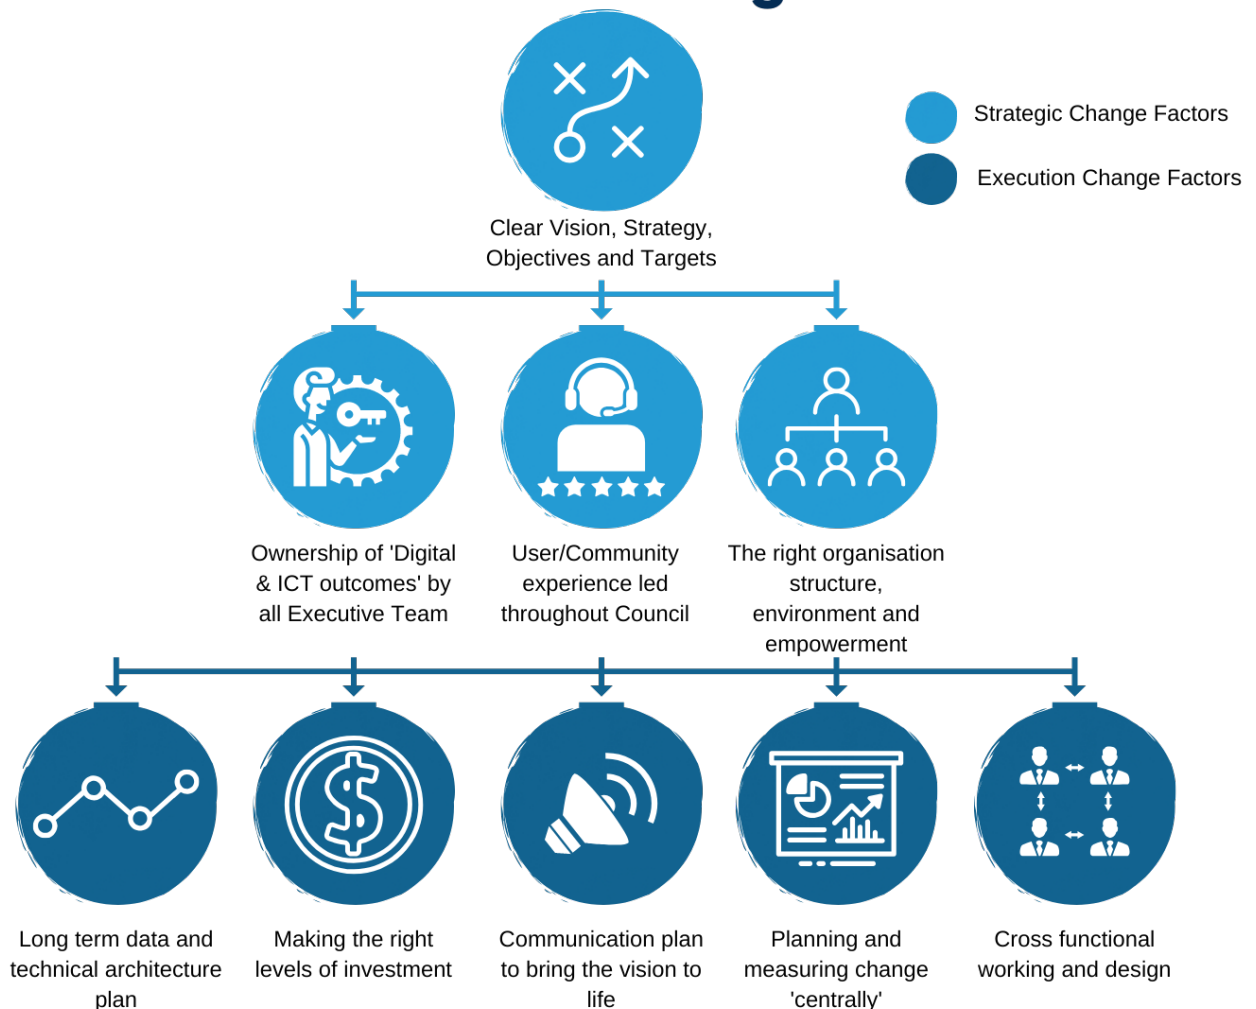 Strategic Change Factors
Execution Change Factors
Clear Vision, Strategy,
Objectives and Targets
Ownership of 'Digital
& ICT outcomes' by
all Executive Team
User/Community
experience led
throughout Council
The right organisation
structure,
environment and
empowerment
Long term data and
technical architecture
plan
Making the right
levels of investment
Communication plan
to bring the vision to
life
Planning and
measuring change
'centrally'
Cross functional
working and design